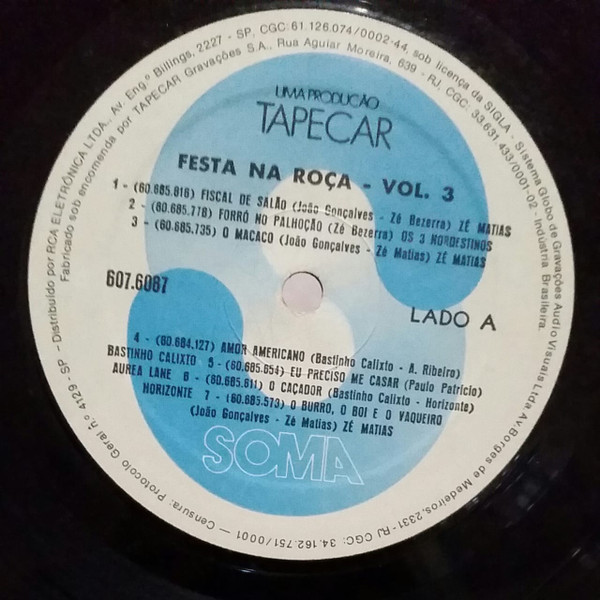 UMA PRODUÇÃO
TAPECAR
FESTA NA ROÇA - VOL. 3
1 - (60.685.816) FISCAL DE SALÃO (João Gonçalves - Zé Bezerra) ZÉ MATIAS
2 - (60.685.778) FORRÓ NO PALHOÇÃO (Zé Bezerra) OS 3 NORDESTINOS
3 - (60.685.735) O MACACO (João Gonçalves - Zé Matias) ZÉ MATIAS
607.6087
LADO A
4 - (60.684.127) AMOR AMERICANO (Bastinho Calixto - A. Ribeiro)
BASTINHO CALIXTO 5 - (60.685.654) EU PRECISO ME CASAR (Paulo Patrício)
AUREA LANE 6 - (60.685.611) O CAÇADOR (Bastinho Calixto - Horizonte)
HORIZONTE 7 - (60.685.573) O BURRO, O BOI E O VAQUEIRO
(João Gonçalves - Zé Matias) ZÉ MATIAS
SOMA
Distribuído por RCA ELETRÔNICA LTDA., Av. Eng.º Billings, 2227 - SP, CGC: 61.126.074/0002-44, sob licença da SIGLA - Sistema Globo de Gravações Audio Visuais Ltda Av. Borges de Medeiros, 2331 - RJ CGC: 34.162.751/0001 — Censura: Protocolo Geral n.º 4129 - SP -
Fabricado sob encomenda por TAPECAR Gravações S.A., Rua Aguiar Moreira, 639 - RJ, CGC: 33.631.433/0001-02 - Indústria Brasileira.